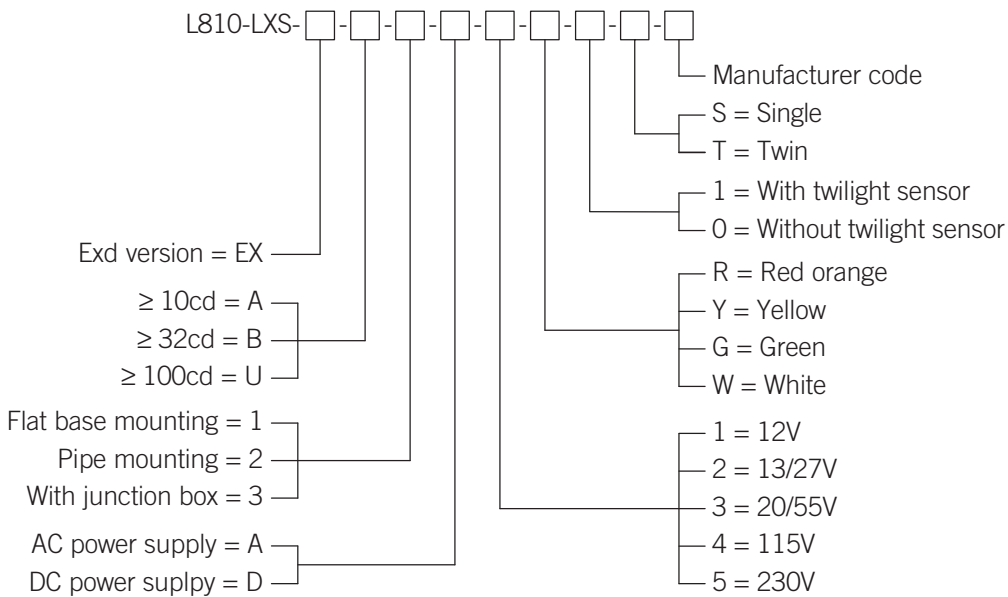 L810-LXS- - - - - - - - -
Manufacturer code
S = Single
T = Twin
1 = With twilight sensor
0 = Without twilight sensor
Exd version = EX
R = Red orange
≥ 10cd = A
Y = Yellow
≥ 32cd = B
G = Green
≥ 100cd = U
W = White
Flat base mounting = 1
1 = 12V
Pipe mounting = 2
2 = 13/27V
With junction box = 3
3 = 20/55V
AC power supply = A
4 = 115V
DC power suplpy = D
5 = 230V